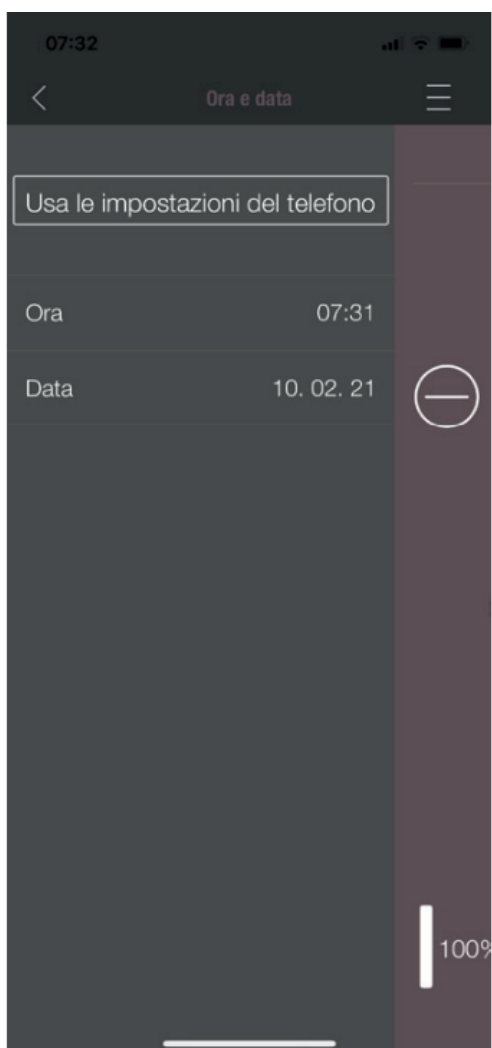 07:32
Ora e data
Usa le impostazioni del telefono
Ora 07:31
Data 10. 02. 21
100%